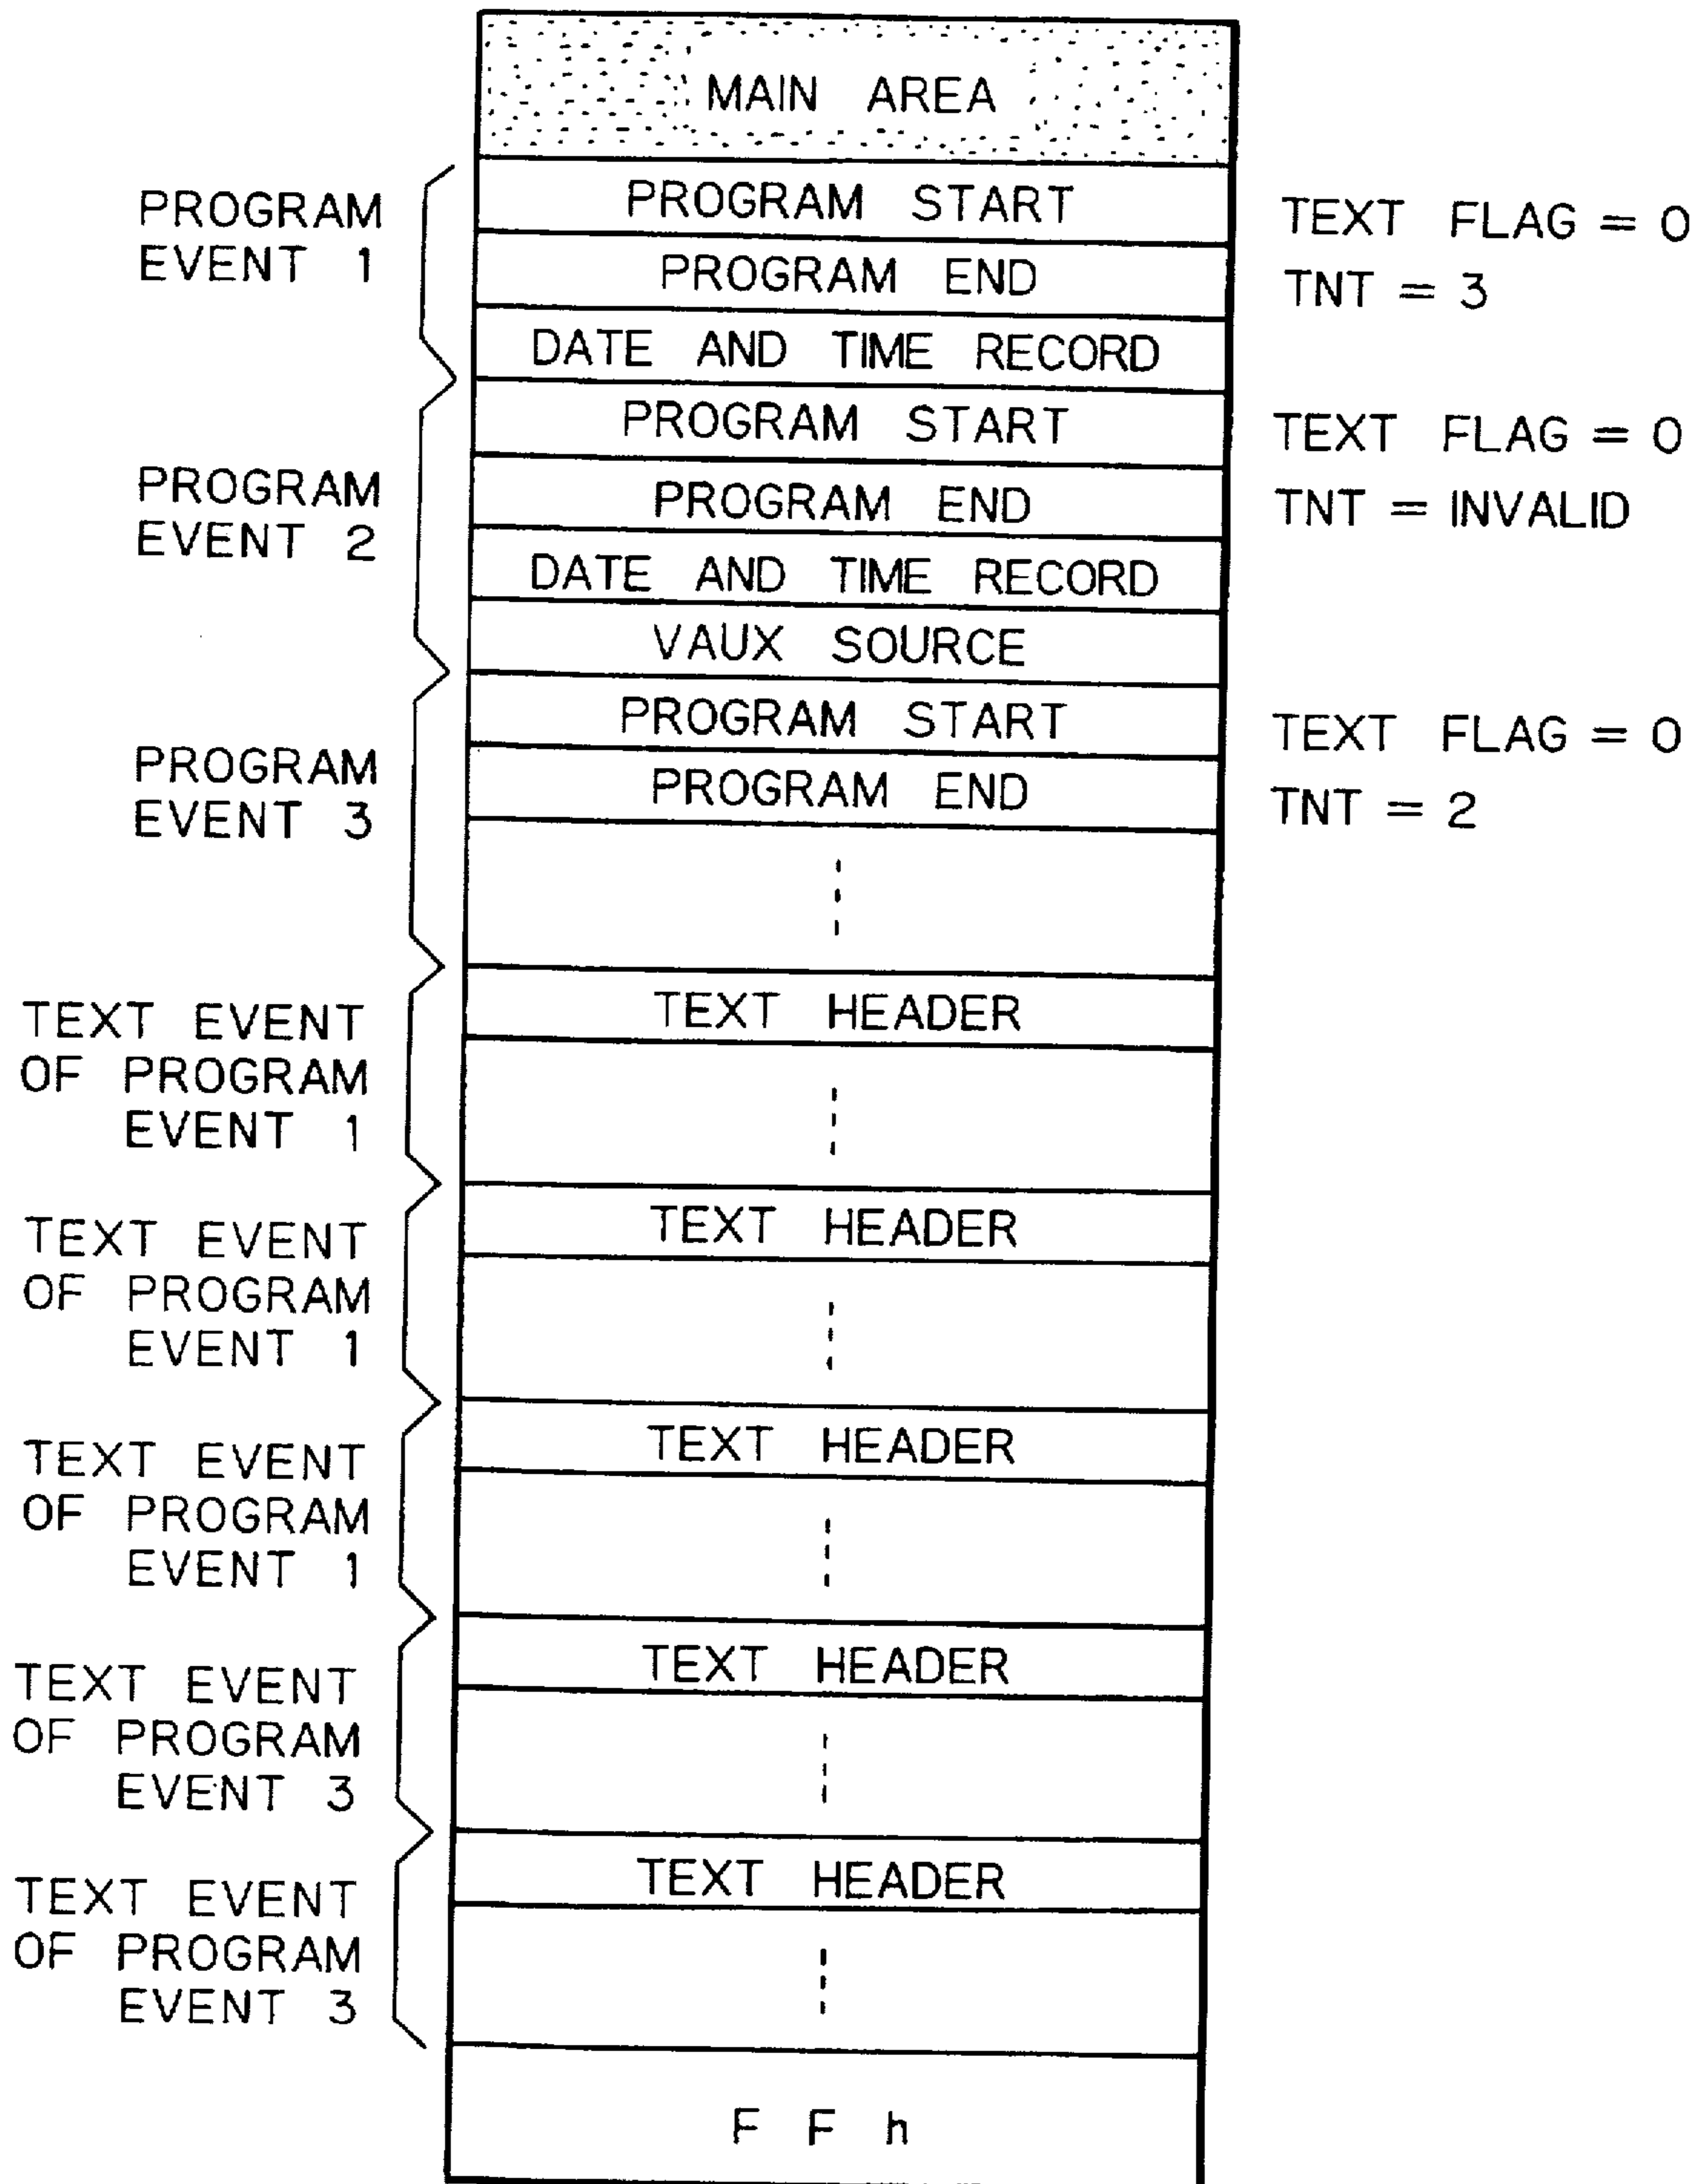 MAIN AREA
PROGRAM
EVENT 1
PROGRAM START
PROGRAM END
DATE AND TIME RECORD
TEXT FLAG = 0
TNT = 3
PROGRAM
EVENT 2
PROGRAM START
PROGRAM END
DATE AND TIME RECORD
VAUX SOURCE
TEXT FLAG = 0
TNT = INVALID
PROGRAM
EVENT 3
PROGRAM START
PROGRAM END
TEXT FLAG = 0
TNT = 2
TEXT EVENT
OF PROGRAM
EVENT 1
TEXT HEADER
TEXT EVENT
OF PROGRAM
EVENT 1
TEXT HEADER
TEXT EVENT
OF PROGRAM
EVENT 1
TEXT HEADER
TEXT EVENT
OF PROGRAM
EVENT 3
TEXT HEADER
TEXT EVENT
OF PROGRAM
EVENT 3
TEXT HEADER
F F h